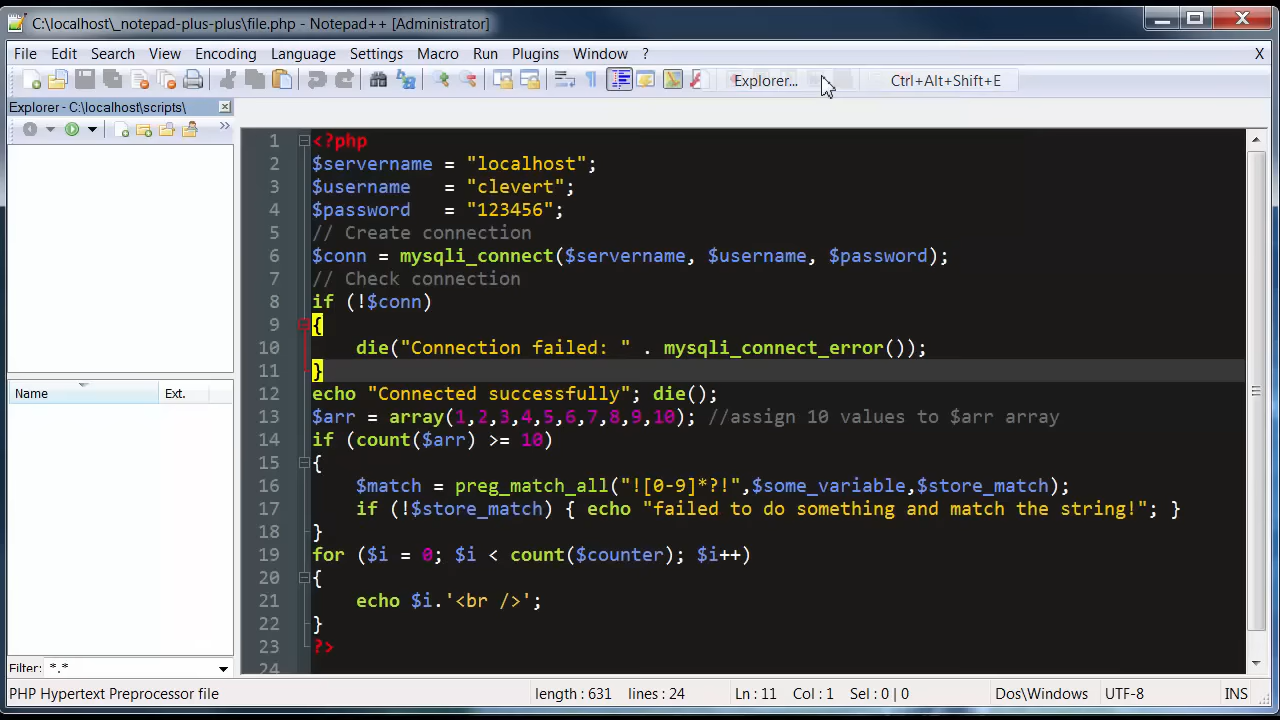 C:\localhost\_notepad-plus-plus\file.php - Notepad++ [Administrator]
File Edit Search View Encoding Language Settings Macro Run Plugins Window ? X
Explorer... Ctrl+Alt+Shift+E
Explorer - C:\localhost\scripts\
Name Ext.
Filter: *.*
1 <?php
2 $servername = "localhost";
3 $username   = "clevert";
4 $password   = "123456";
5 // Create connection
6 $conn = mysqli_connect($servername, $username, $password);
7 // Check connection
8 if (!$conn)
9 {
10     die("Connection failed: " . mysqli_connect_error());
11 }
12 echo "Connected successfully"; die();
13 $arr = array(1,2,3,4,5,6,7,8,9,10); //assign 10 values to $arr array
14 if (count($arr) >= 10)
15 {
16     $match = preg_match_all("![0-9]*?!",$some_variable,$store_match);
17     if (!$store_match) { echo "failed to do something and match the string!"; }
18 }
19 for ($i = 0; $i < count($counter); $i++)
20 {
21     echo $i.'<br />';
22 }
23 ?>
24
PHP Hypertext Preprocessor file length : 631 lines : 24 Ln : 11 Col : 1 Sel : 0 | 0 Dos\Windows UTF-8 INS